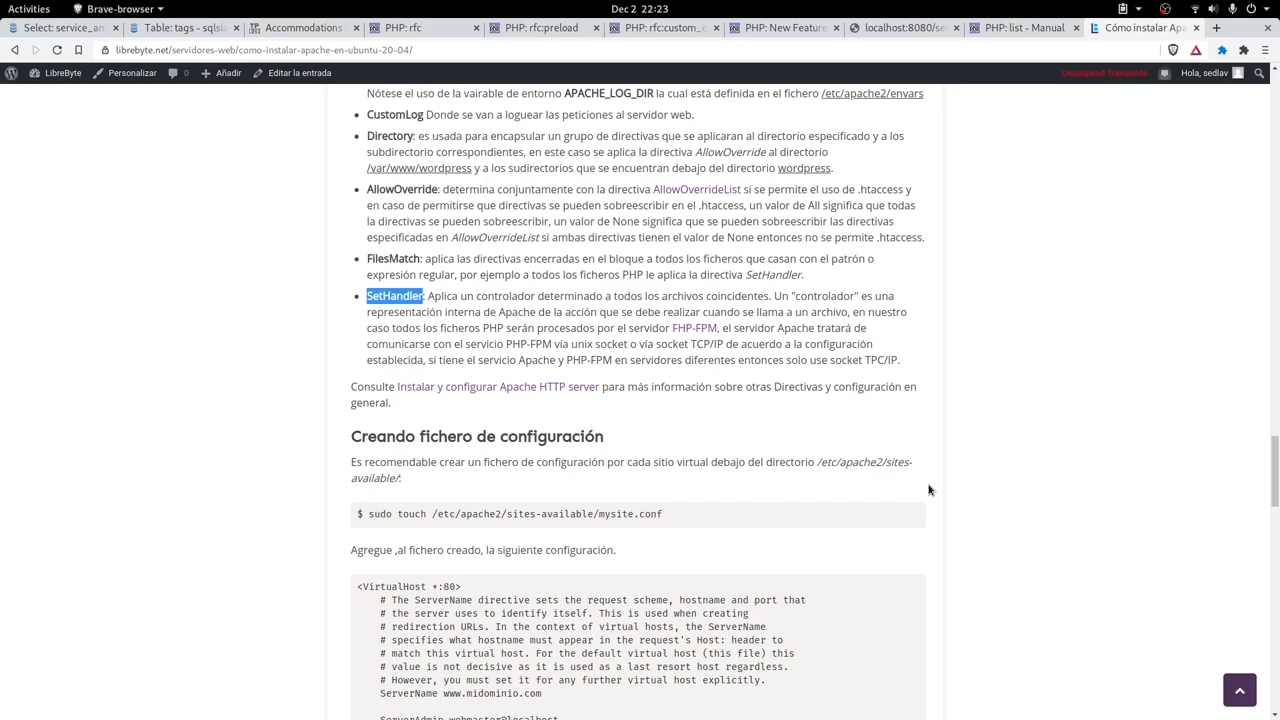 Activities
Brave-browser
Dec 2 22:23
Select: service_am
Table: tags - sqlsla
Accommodations
PHP: rfc
PHP: rfc:preload
PHP: rfc:custom_c
PHP: New Featu
localhost:8080/se
PHP: list - Manual
Cómo instalar Apa
librebyte.net/servidores-web/como-instalar-apache-en-ubuntu-20-04/
LibreByte
Personalizar
0
Añadir
Editar la entrada
Unsuspend Transients
Hola, sedlav
Nótese el uso de la vairable de entorno APACHE_LOG_DIR la cual está definida en el fichero /etc/apache2/envars
CustomLog Donde se van a loguear las peticiones al servidor web.
Directory: es usada para encapsular un grupo de directivas que se aplicaran al directorio especificado y a los
subdirectorio correspondientes, en este caso se aplica la directiva AllowOverride al directorio
/var/www/wordpress y a los sudirectorios que se encuentran debajo del directorio wordpress.
AllowOverride: determina conjuntamente con la directiva AllowOverrideList si se permite el uso de .htaccess y
en caso de permitirse que directivas se pueden sobreescribir en el .htaccess, un valor de All significa que todas
la directivas se pueden sobreescribir, un valor de None significa que se pueden sobreescribir las directivas
especificadas en AllowOverrideList si ambas directivas tienen el valor de None entonces no se permite .htaccess.
FilesMatch: aplica las directivas encerradas en el bloque a todos los ficheros que casan con el patrón o
expresión regular, por ejemplo a todos los ficheros PHP le aplica la directiva SetHandler.
SetHandler: Aplica un controlador determinado a todos los archivos coincidentes. Un "controlador" es una
representación interna de Apache de la acción que se debe realizar cuando se llama a un archivo, en nuestro
caso todos los ficheros PHP serán procesados por el servidor FHP-FPM, el servidor Apache tratará de
comunicarse con el servicio PHP-FPM vía unix socket o vía socket TCP/IP de acuerdo a la configuración
establecida, si tiene el servicio Apache y PHP-FPM en servidores diferentes entonces solo use socket TPC/IP.
Consulte Instalar y configurar Apache HTTP server para más información sobre otras Directivas y configuración en
general.
Creando fichero de configuración
Es recomendable crear un fichero de configuración por cada sitio virtual debajo del directorio /etc/apache2/sites-
available/:
$ sudo touch /etc/apache2/sites-available/mysite.conf
Agregue ,al fichero creado, la siguiente configuración.
<VirtualHost *:80>
# The ServerName directive sets the request scheme, hostname and port that
# the server uses to identify itself. This is used when creating
# redirection URLs. In the context of virtual hosts, the ServerName
# specifies what hostname must appear in the request's Host: header to
# match this virtual host. For the default virtual host (this file) this
# value is not decisive as it is used as a last resort host regardless.
# However, you must set it for any further virtual host explicitly.
ServerName www.midominio.com
ServerAdmin webmaster@localhost